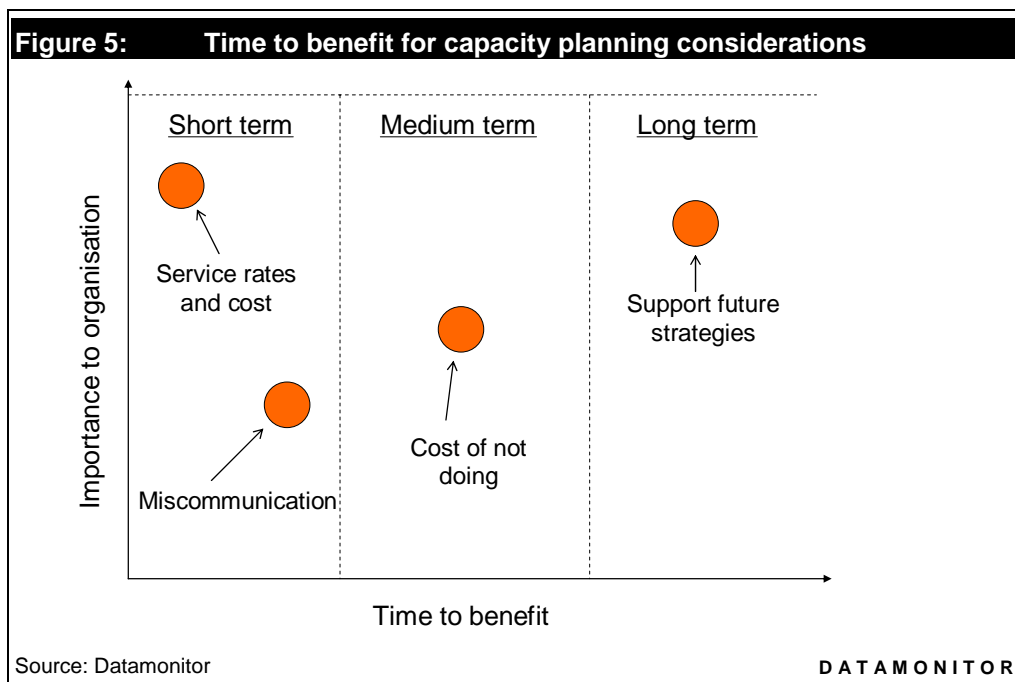 Figure 5: Time to benefit for capacity planning considerations
Short term
Medium term
Long term
Importance to organisation
Service rates
and cost
Support future
strategies
Cost of not
doing
Miscommunication
Time to benefit
Source: Datamonitor
DATAMONITOR